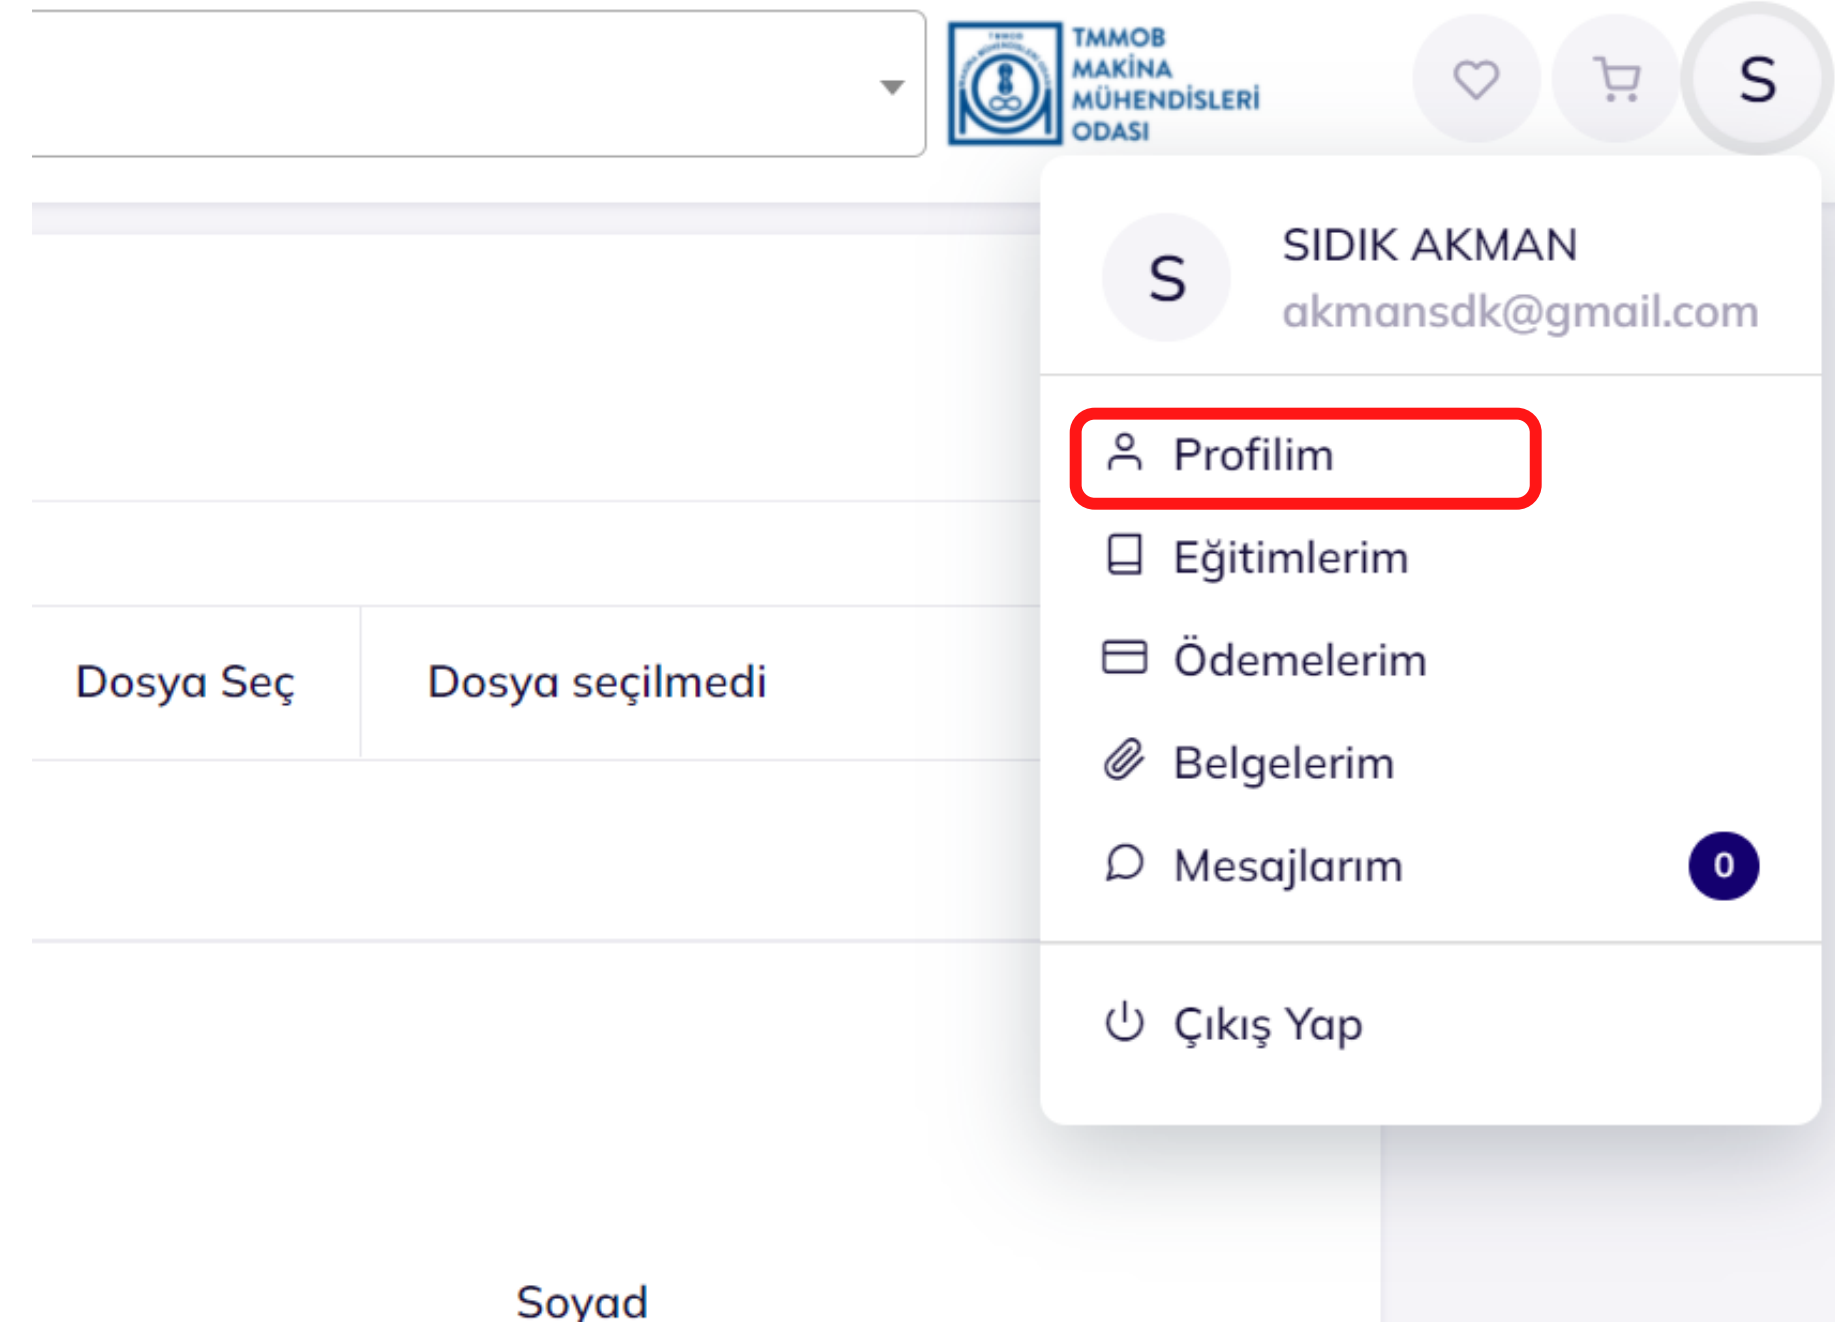 TMMOB
MAKİNA
MÜHENDİSLERİ
ODASI
S
S
SIDIK AKMAN
akmansdk@gmail.com
Profilim
Eğitimlerim
Ödemelerim
Belgelerim
Mesajlarım
0
Çıkış Yap
Dosya Seç
Dosya seçilmedi
Soyad